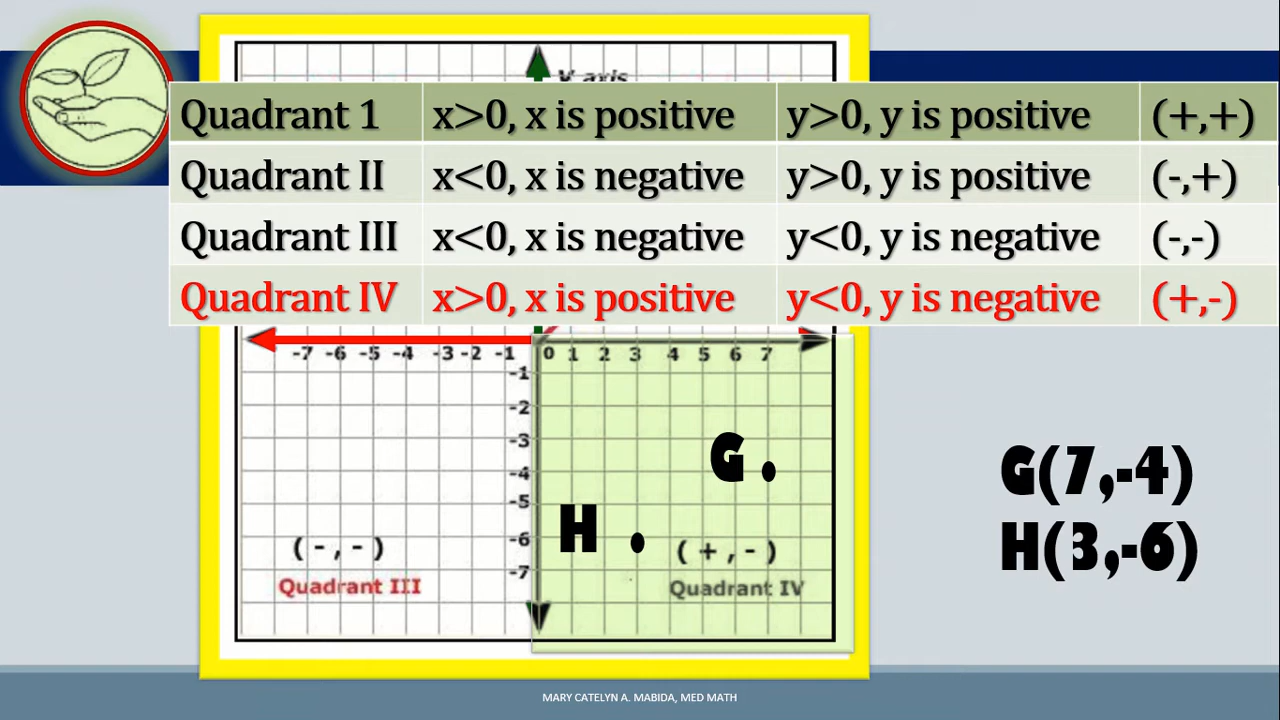 Y axis
Quadrant 1 x>0, x is positive y>0, y is positive (+,+)
Quadrant II x<0, x is negative y>0, y is positive (-,+)
Quadrant III x<0, x is negative y<0, y is negative (-,-)
Quadrant IV x>0, x is positive y<0, y is negative (+,-)
-7 -6 -5 -4 -3 -2 -1 0 1 2 3 4 5 6 7
-1
-2
-3
-4
-5
-6
-7
G .
H .
( - , - )
Quadrant III
( + , - )
Quadrant IV
G(7,-4)
H(3,-6)
MARY CATELYN A. MABIDA, MED MATH